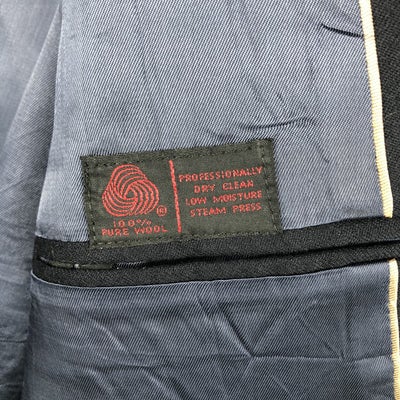 ®
100%
PURE WOOL
PROFESSIONALLY
DRY CLEAN
LOW MOISTURE
STEAM PRESS